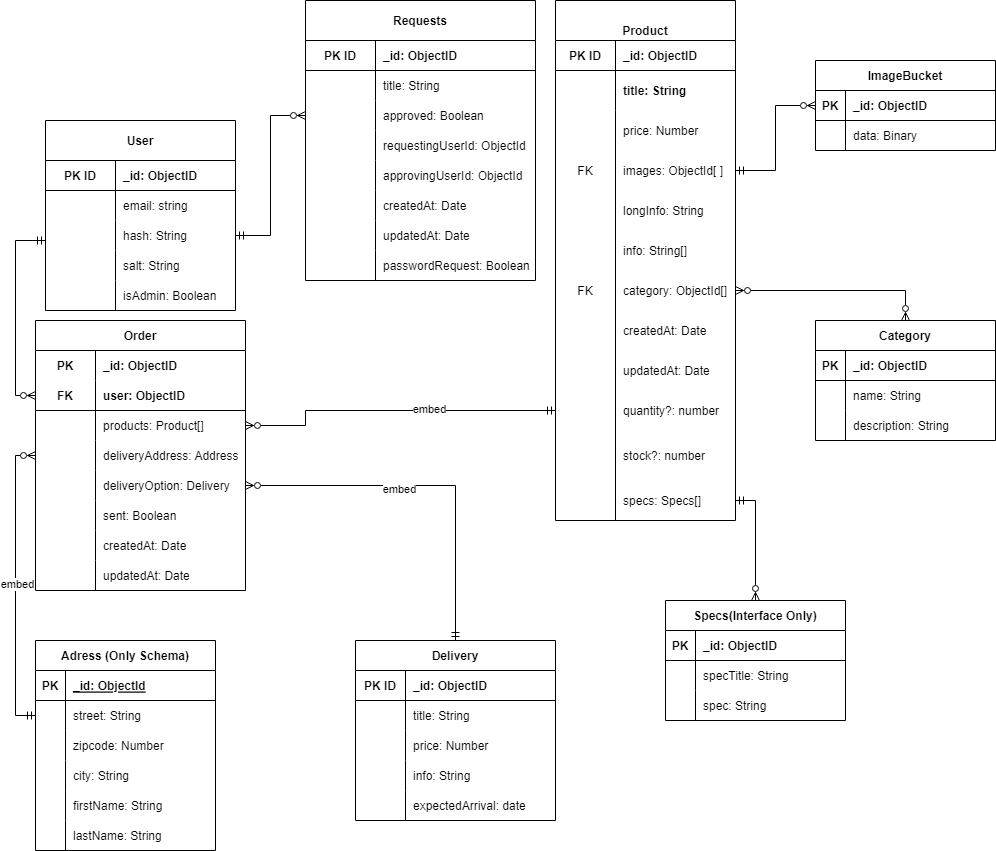 Requests
PK ID _id: ObjectID
title: String
approved: Boolean
requestingUserId: ObjectId
approvingUserId: ObjectId
createdAt: Date
updatedAt: Date
passwordRequest: Boolean
Product
PK ID _id: ObjectID
title: String
price: Number
FK images: ObjectId[ ]
longInfo: String
info: String[]
FK category: ObjectId[]
createdAt: Date
updatedAt: Date
quantity?: number
stock?: number
specs: Specs[]
ImageBucket
PK _id: ObjectID
data: Binary
User
PK ID _id: ObjectID
email: string
hash: String
salt: String
isAdmin: Boolean
Order
PK _id: ObjectID
FK user: ObjectID
products: Product[]
deliveryAddress: Address
deliveryOption: Delivery
sent: Boolean
createdAt: Date
updatedAt: Date
embed
embed
embed
Category
PK _id: ObjectID
name: String
description: String
Specs(Interface Only)
PK _id: ObjectID
specTitle: String
spec: String
Adress (Only Schema)
PK _id: ObjectId
street: String
zipcode: Number
city: String
firstName: String
lastName: String
Delivery
PK ID _id: ObjectID
title: String
price: Number
info: String
expectedArrival: date